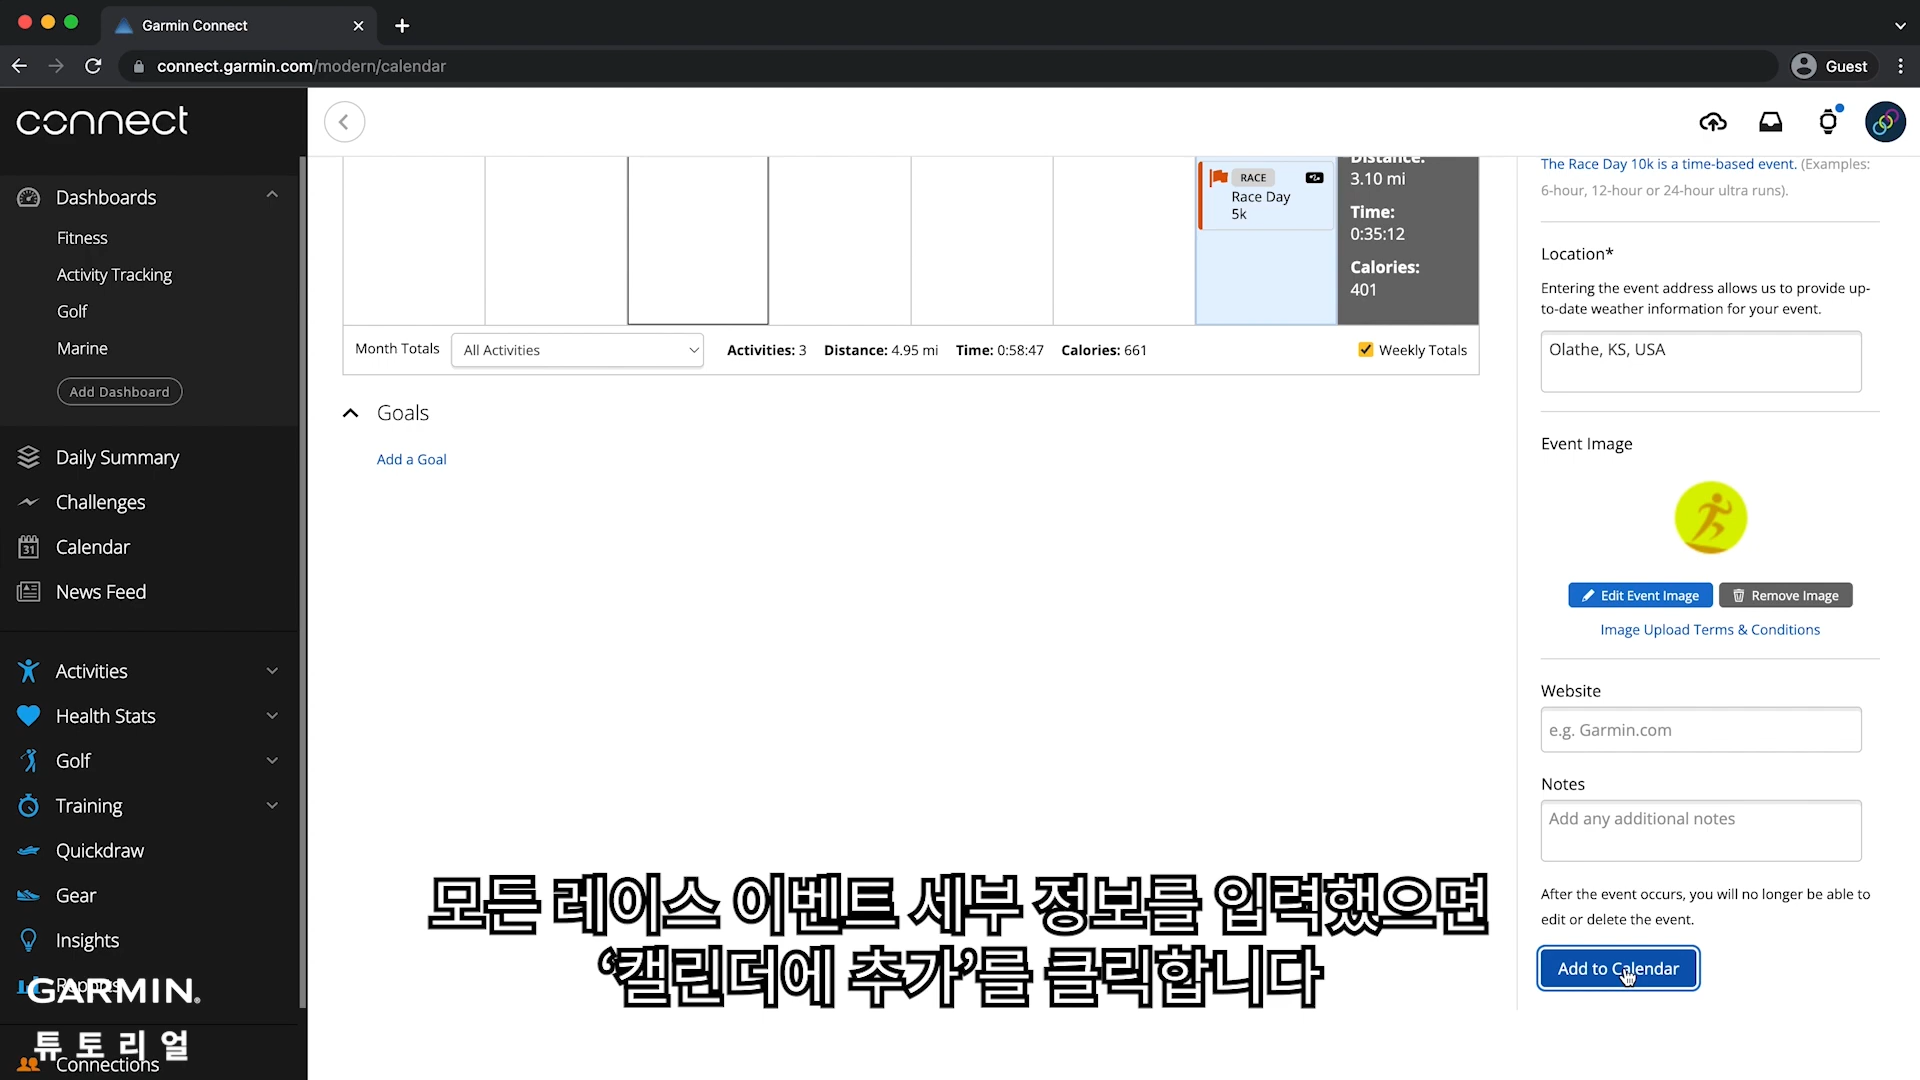 Garmin Connect
connect.garmin.com/modern/calendar
Guest
connect
Dashboards
Fitness
Activity Tracking
Golf
Marine
Add Dashboard
Daily Summary
Challenges
31
Calendar
News Feed
Activities
Health Stats
Golf
Training
Quickdraw
Gear
Insights
Reports
GARMIN.
튜토리얼
Connections
RACE
Race Day
5k
Distance:
3.10 mi
Time:
0:35:12
Calories:
401
Month Totals
All Activities
Activities: 3 Distance: 4.95 mi Time: 0:58:47 Calories: 661
Weekly Totals
Goals
Add a Goal
The Race Day 10k is a time-based event. (Examples:
6-hour, 12-hour or 24-hour ultra runs).
Location*
Entering the event address allows us to provide up-
to-date weather information for your event.
Olathe, KS, USA
Event Image
Edit Event Image
Remove Image
Image Upload Terms & Conditions
Website
e.g. Garmin.com
Notes
Add any additional notes
After the event occurs, you will no longer be able to
edit or delete the event.
Add to Calendar
모든 레이스 이벤트 세부 정보를 입력했으면
‘캘린더에 추가’를 클릭합니다